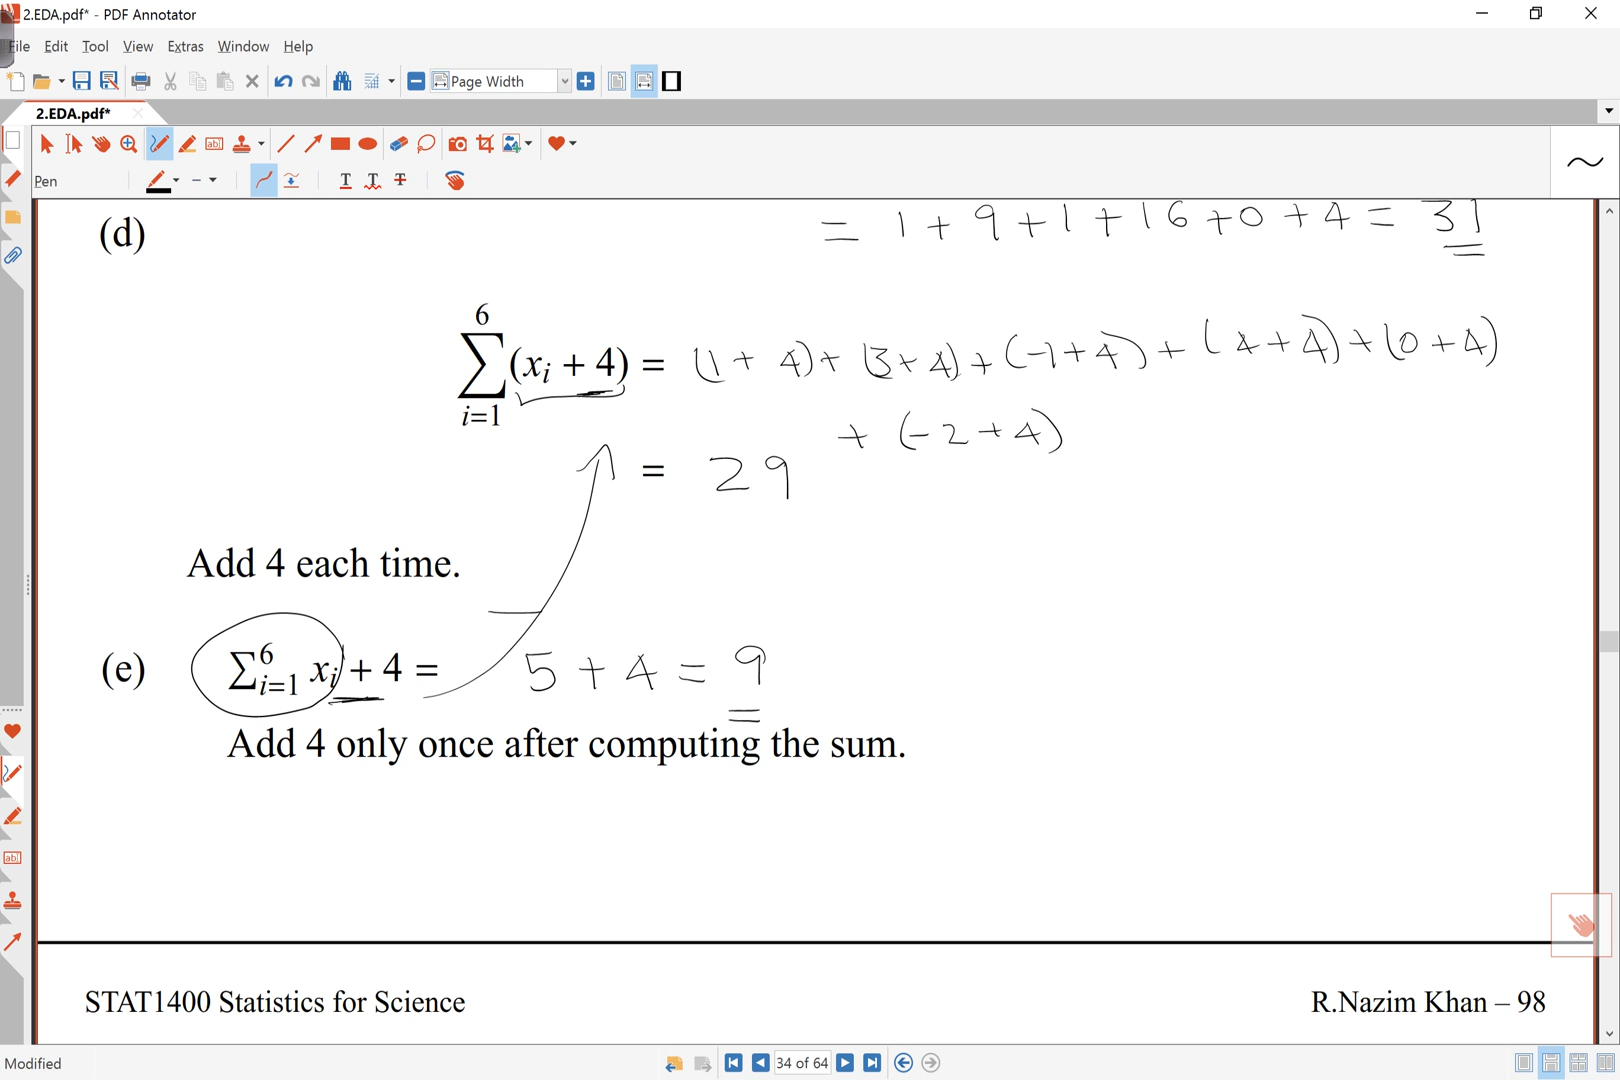 2.EDA.pdf* - PDF Annotator
File Edit Tool View Extras Window Help
Page Width
2.EDA.pdf*
Pen
(d)
= 1 + 9 + 1 + 16 + 0 + 4 = 31
\sum_{i=1}^{6} (x_i + 4) = (1 + 4) + (3 + 4) + (-1 + 4) + (4 + 4) + (0 + 4)
+ (-2 + 4)
= 29
Add 4 each time.
(e) \sum_{i=1}^{6} x_i + 4 = 5 + 4 = 9
Add 4 only once after computing the sum.
STAT1400 Statistics for Science R.Nazim Khan – 98
Modified 34 of 64